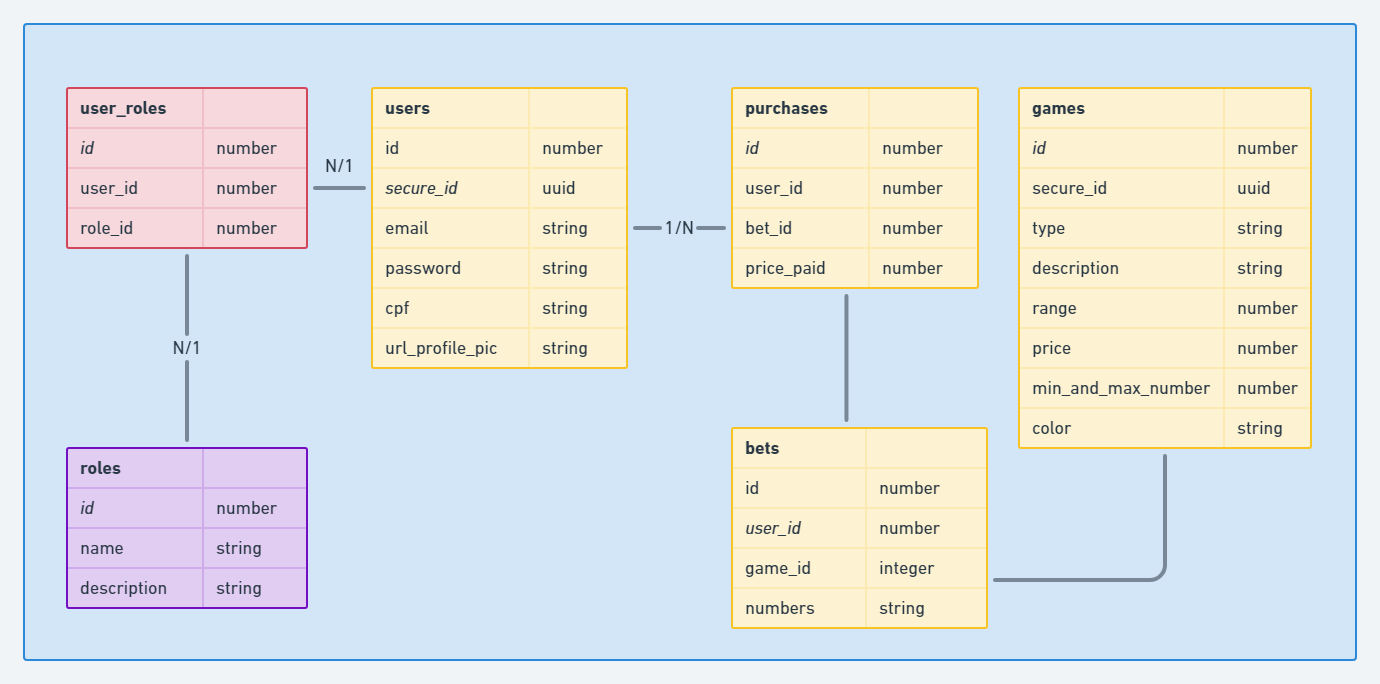 user_roles
id number
user_id number
role_id number
N/1
users
id number
secure_id uuid
email string
password string
cpf string
url_profile_pic string
1/N
purchases
id number
user_id number
bet_id number
price_paid number
games
id number
secure_id uuid
type string
description string
range number
price number
min_and_max_number number
color string
N/1
roles
id number
name string
description string
bets
id number
user_id number
game_id integer
numbers string